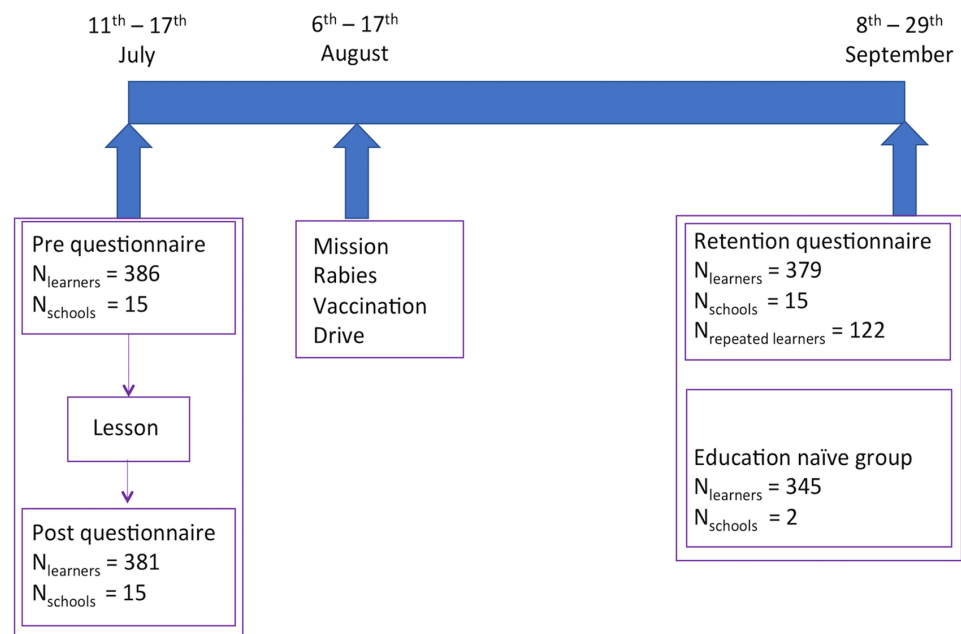 11th – 17th
July
6th – 17th
August
8th – 29th
September
Pre questionnaire
Nlearners = 386
Nschools = 15
Lesson
Post questionnaire
Nlearners = 381
Nschools = 15
Mission
Rabies
Vaccination
Drive
Retention questionnaire
Nlearners = 379
Nschools = 15
Nrepeated learners = 122
Education naïve group
Nlearners = 345
Nschools = 2